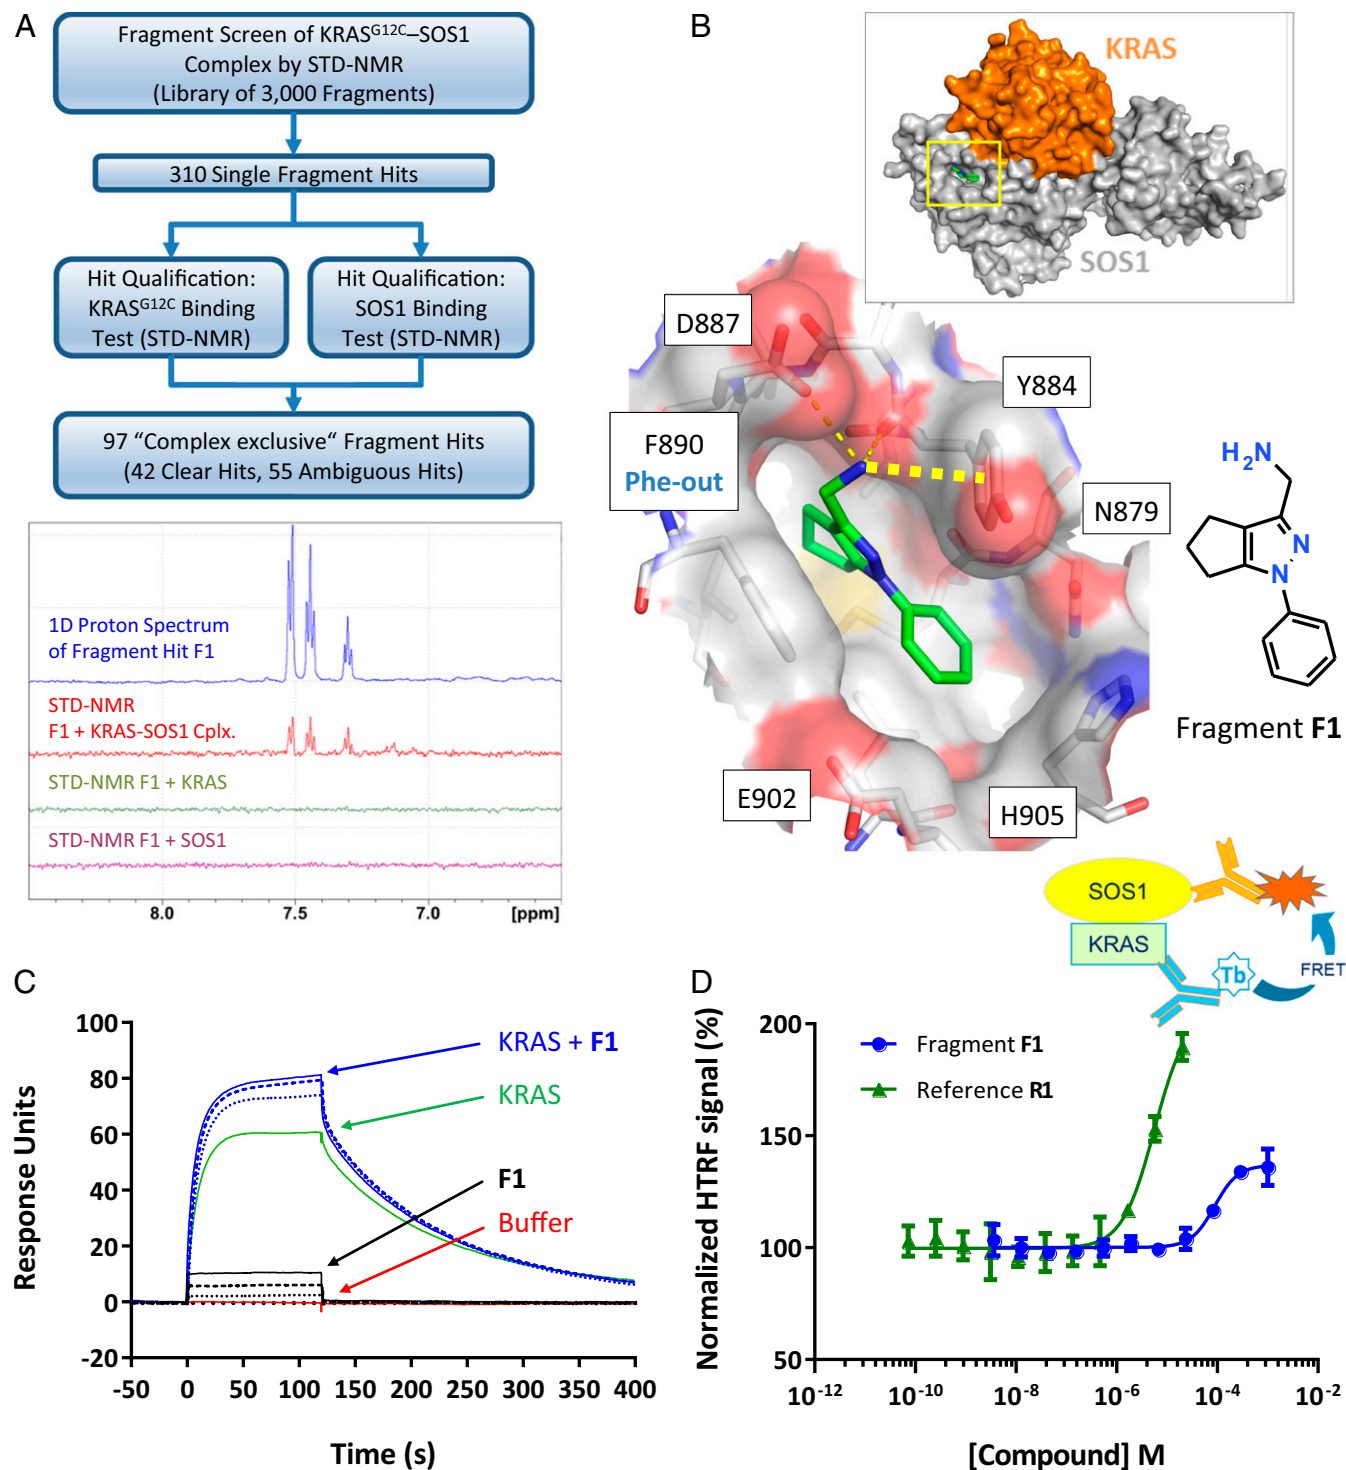 A
Fragment Screen of KRASG12C–SOS1
Complex by STD-NMR
(Library of 3,000 Fragments)
310 Single Fragment Hits
Hit Qualification:
KRASG12C Binding
Test (STD-NMR)
Hit Qualification:
SOS1 Binding
Test (STD-NMR)
97 “Complex exclusive“ Fragment Hits
(42 Clear Hits, 55 Ambiguous Hits)
1D Proton Spectrum
of Fragment Hit F1
STD-NMR
F1 + KRAS-SOS1 Cplx.
STD-NMR F1 + KRAS
STD-NMR F1 + SOS1
8.0 7.5 7.0 [ppm]
B
KRAS
SOS1
D887
Y884
F890
Phe-out
N879
E902
H905
H2N
N
N
Fragment F1
C
Response Units
100
80
60
40
20
0
-20
-50 0 50 100 150 200 250 300 350 400
Time (s)
KRAS + F1
KRAS
F1
Buffer
D
SOS1
KRAS
Tb
FRET
Normalized HTRF signal (%)
200
150
100
50
Fragment F1
Reference R1
10-12 10-10 10-8 10-6 10-4 10-2
[Compound] M